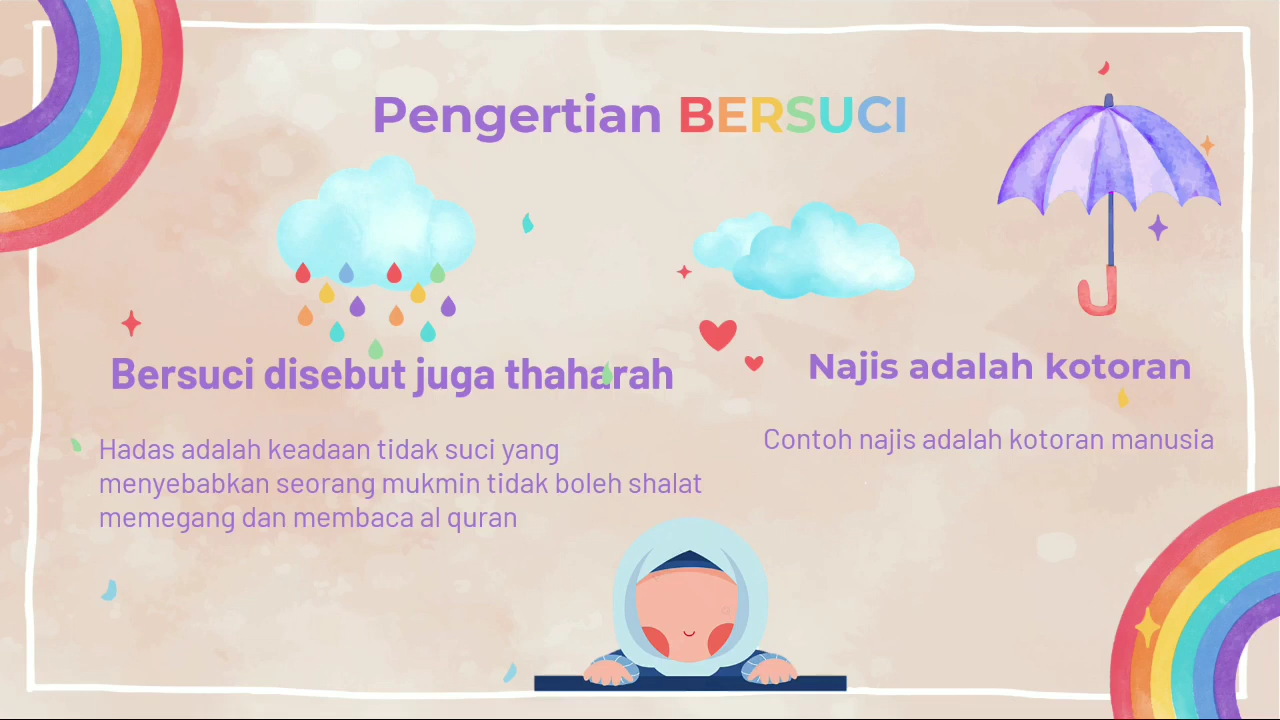 Pengertian BERSUCI
Bersuci disebut juga thaharah
Hadas adalah keadaan tidak suci yang
menyebabkan seorang mukmin tidak boleh shalat
memegang dan membaca al quran
Najis adalah kotoran
Contoh najis adalah kotoran manusia